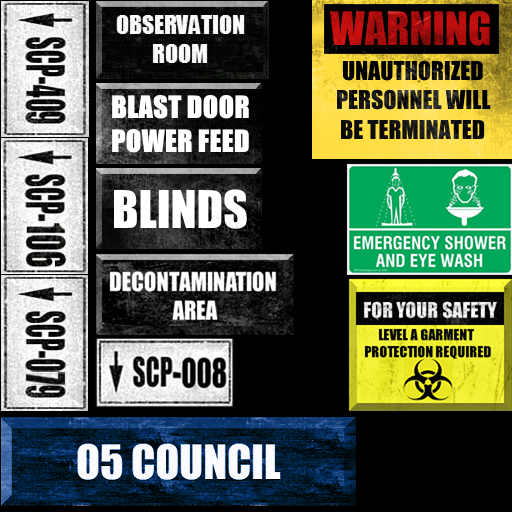 SCP-409
SCP-106
SCP-079
OBSERVATION
ROOM
BLAST DOOR
POWER FEED
BLINDS
DECONTAMINATION
AREA
SCP-008
05 COUNCIL
WARNING
UNAUTHORIZED
PERSONNEL WILL
BE TERMINATED
EMERGENCY SHOWER
AND EYE WASH
FOR YOUR SAFETY
LEVEL A GARMENT
PROTECTION REQUIRED